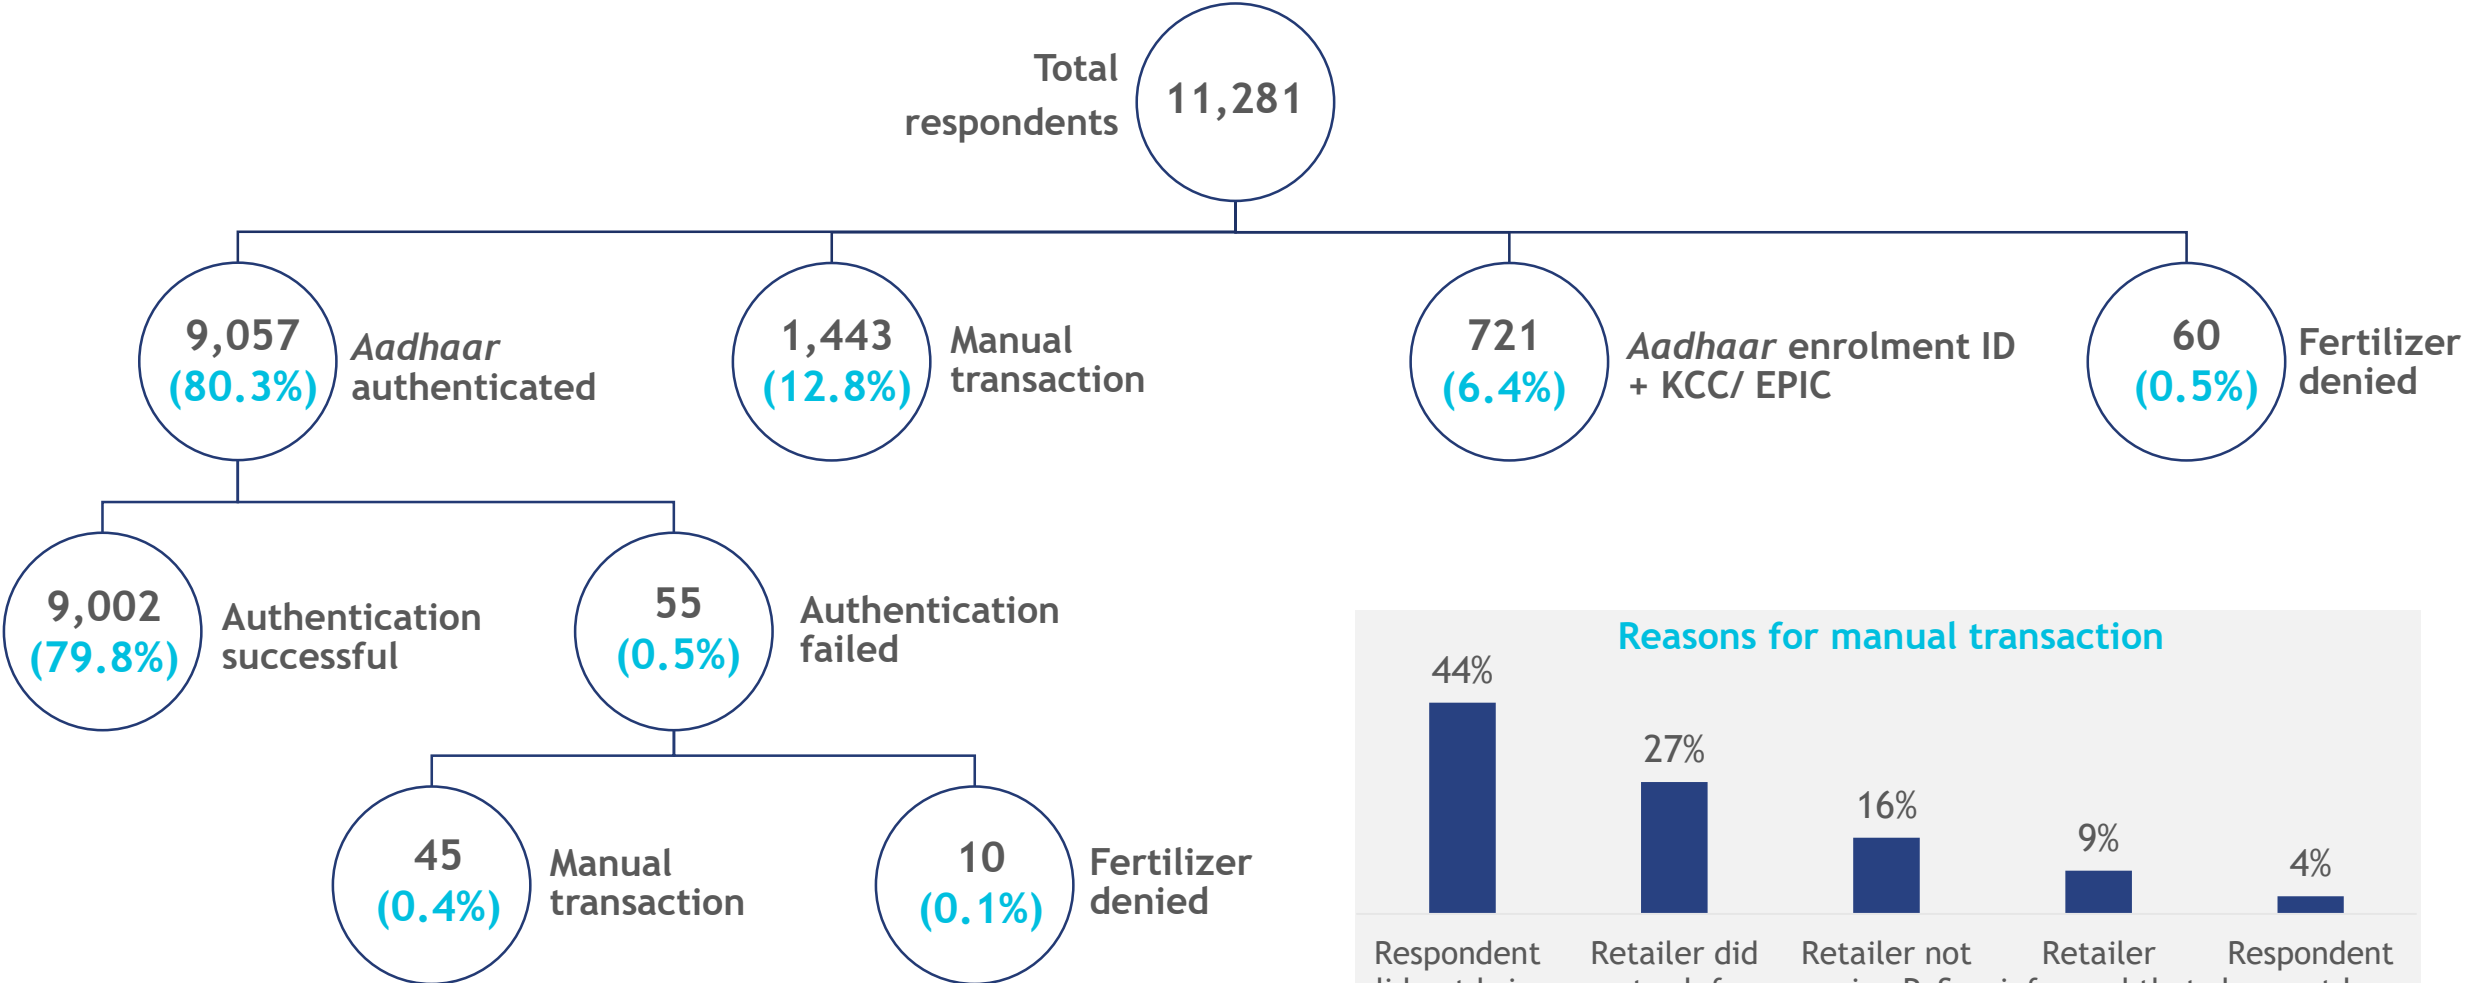 Total
respondents
11,281
9,057
(80.3%)
Aadhaar
authenticated
1,443
(12.8%)
Manual
transaction
721
(6.4%)
Aadhaar enrolment ID
+ KCC/ EPIC
60
(0.5%)
Fertilizer
denied
9,002
(79.8%)
Authentication
successful
55
(0.5%)
Authentication
failed
45
(0.4%)
Manual
transaction
10
(0.1%)
Fertilizer
denied
Reasons for manual transaction
44%
27%
16%
9%
4%
Respondent
Retailer did
Retailer not
Retailer
Respondent